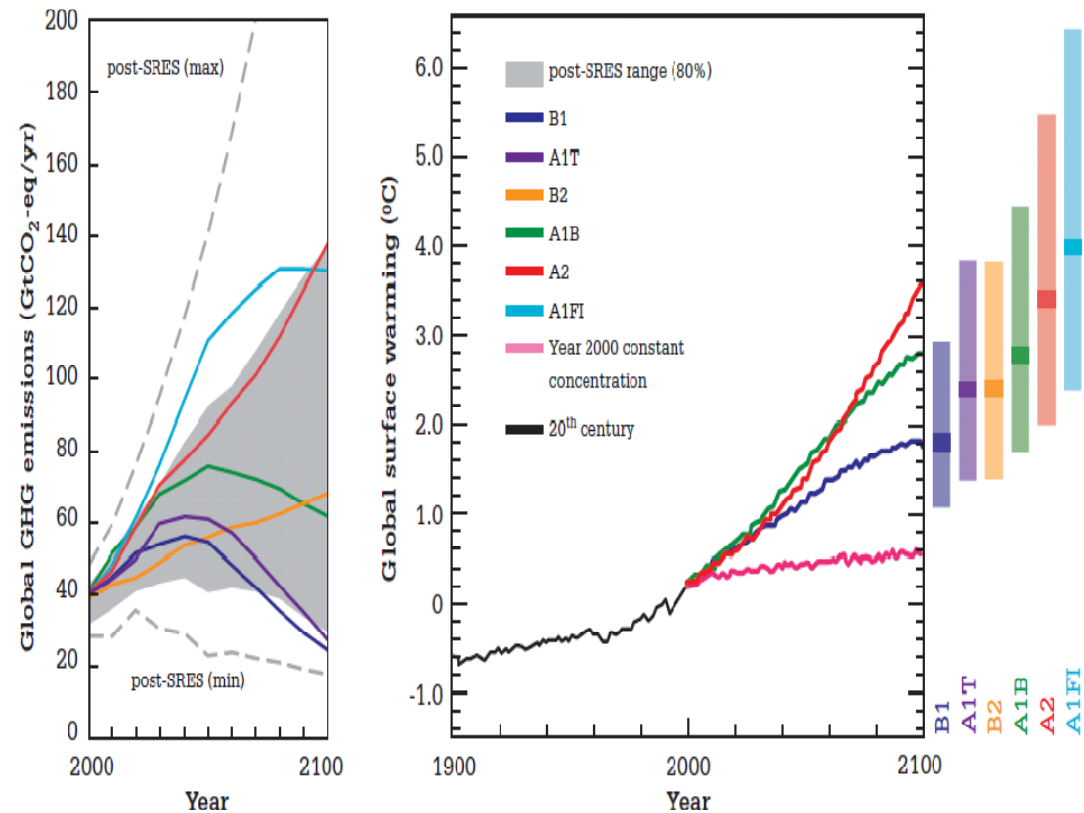 Global GHG emissions (GtCO₂-eq/yr)
200
180
160
140
120
100
80
60
40
20
0
post-SRES (max)
post-SRES (min)
2000
2100
Year
Global surface warming (⁰C)
6.0
5.0
4.0
3.0
2.0
1.0
0
-1.0
post-SRES range (80%)
B1
A1T
B2
A1B
A2
A1FI
Year 2000 constant
concentration
20th century
1900
2000
2100
Year
B1
A1T
B2
A1B
A2
A1FI